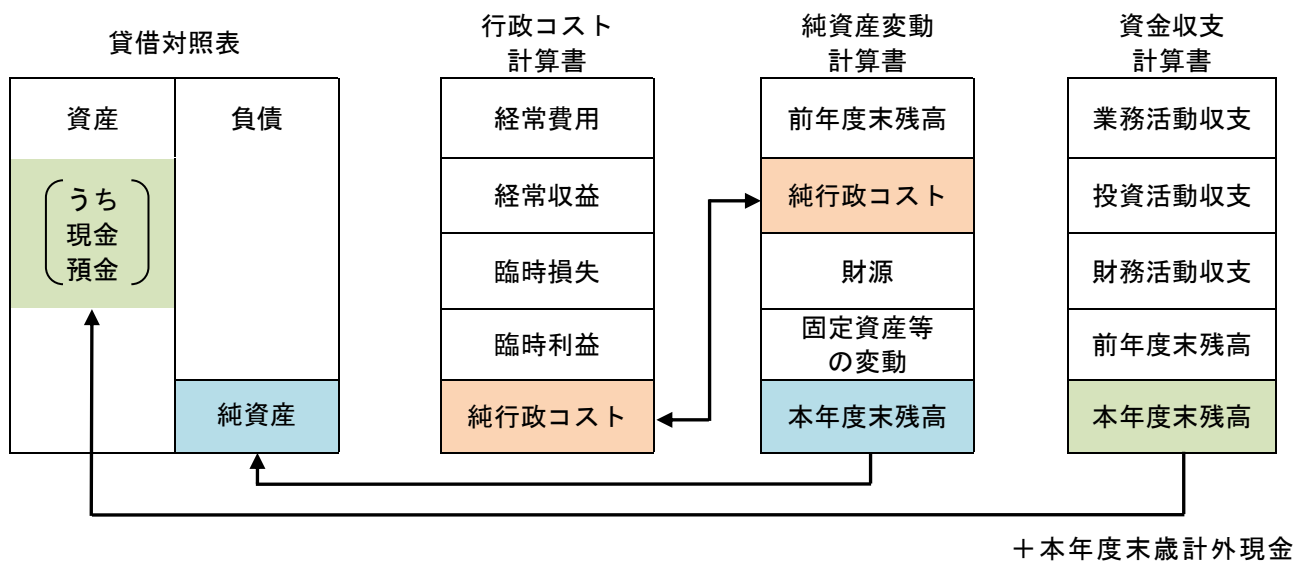 貸借対照表
資産
負債
うち
現金
預金
純資産
行政コスト
計算書
経常費用
経常収益
臨時損失
臨時利益
純行政コスト
純資産変動
計算書
前年度末残高
純行政コスト
財源
固定資産等
の変動
本年度末残高
資金収支
計算書
業務活動収支
投資活動収支
財務活動収支
前年度末残高
本年度末残高
＋本年度末歳計外現金